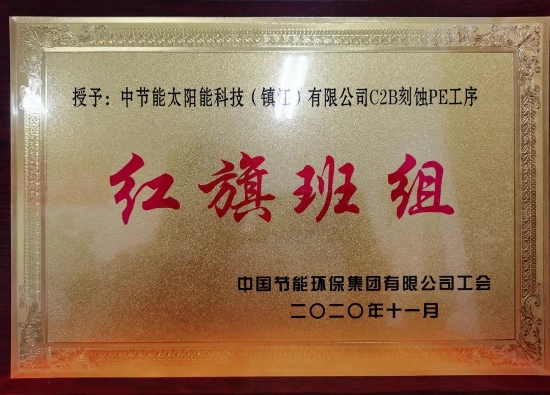 授予：中节能太阳能科技（镇江）有限公司C2B刻蚀PE工序
红旗班组
中国节能环保集团有限公司工会
二〇二〇年十一月